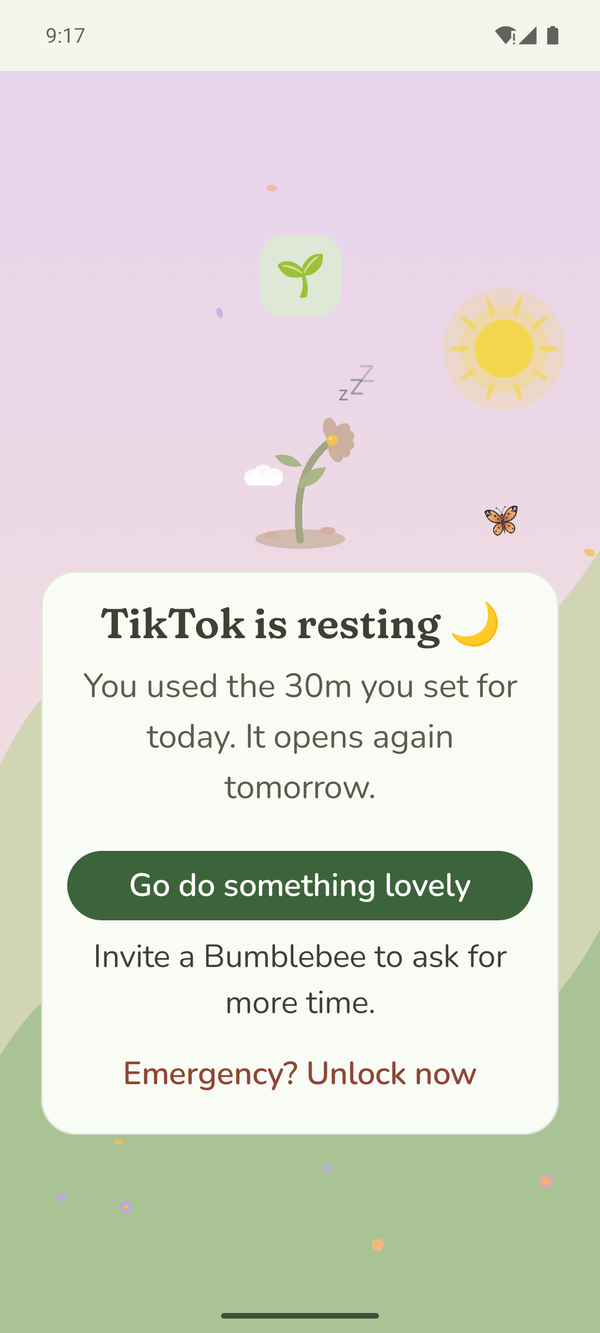 9:17
z
Z
Z
TikTok is resting 🌙
You used the 30m you set for
today. It opens again
tomorrow.
Go do something lovely
Invite a Bumblebee to ask for
more time.
Emergency? Unlock now